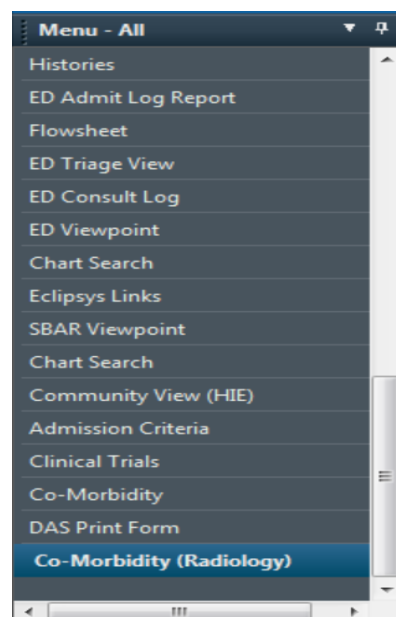 Menu - All
Histories
ED Admit Log Report
Flowsheet
ED Triage View
ED Consult Log
ED Viewpoint
Chart Search
Eclipsys Links
SBAR Viewpoint
Chart Search
Community View (HIE)
Admission Criteria
Clinical Trials
Co-Morbidity
DAS Print Form
Co-Morbidity (Radiology)